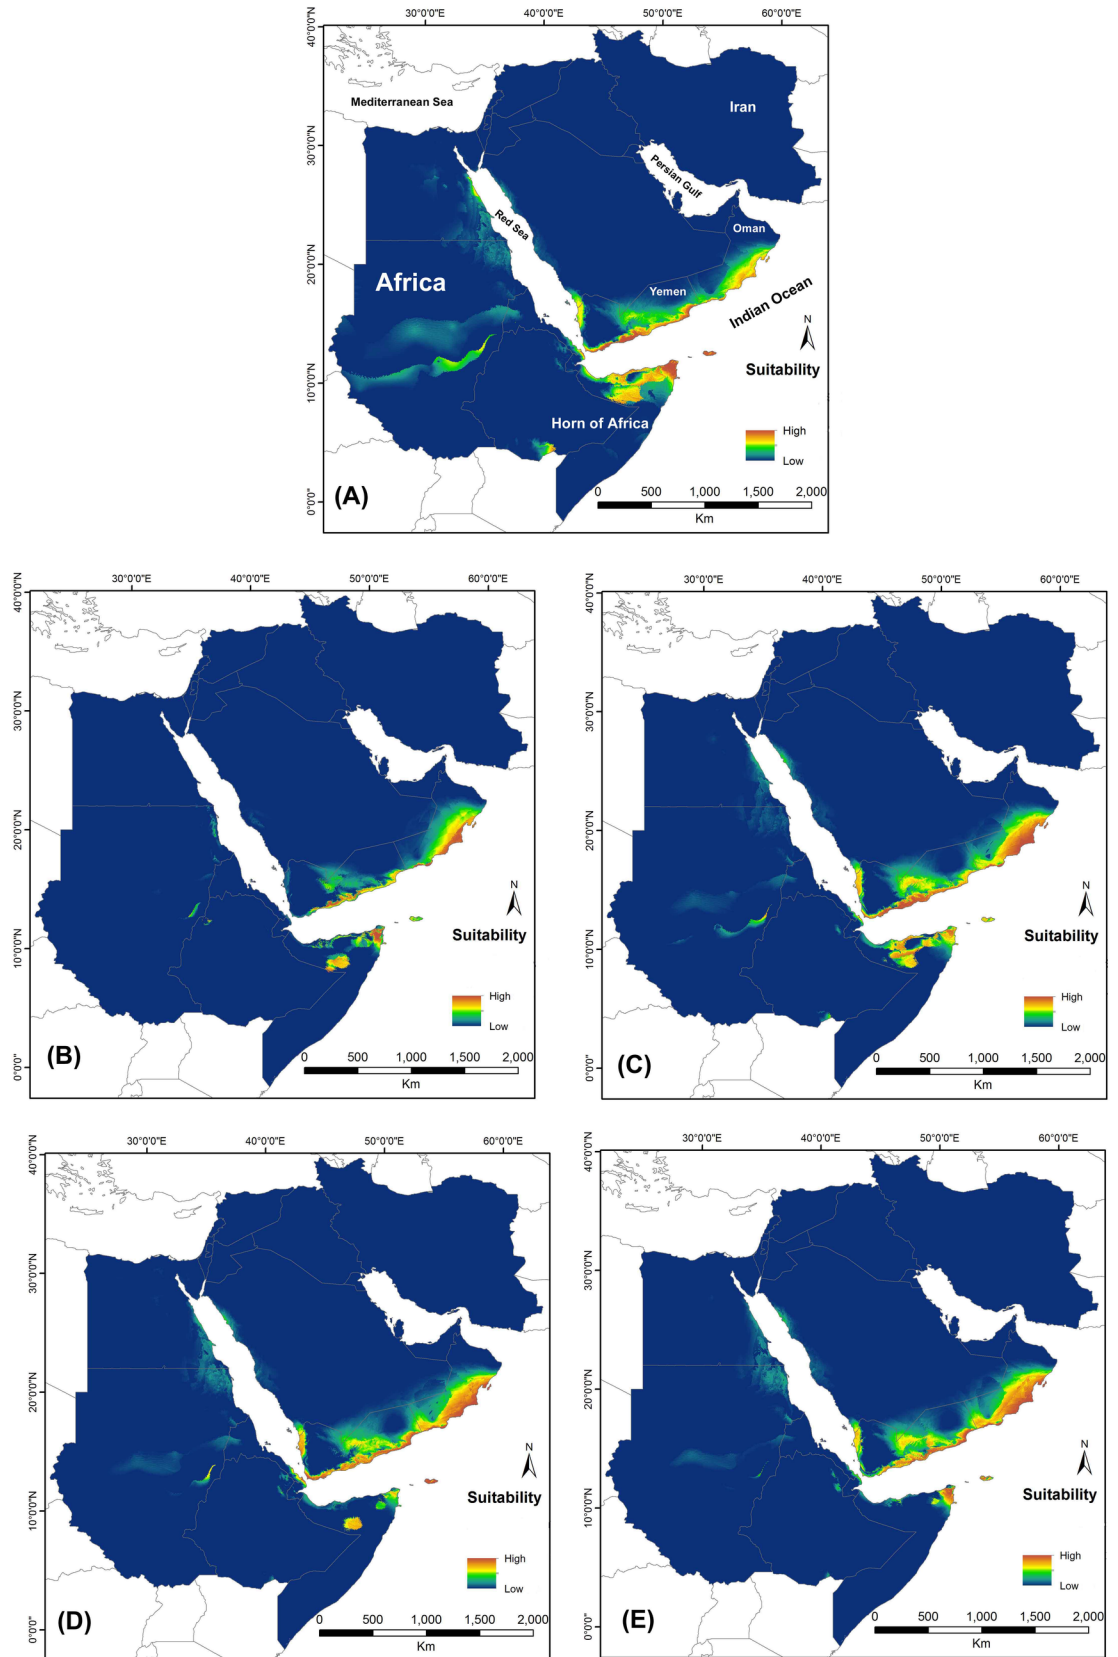 30°0'0"E 40°0'0"E 50°0'0"E 60°0'0"E
40°0'0"N
30°0'0"N
20°0'0"N
10°0'0"N
0°0'0"
Mediterranean Sea
Iran
Persian Gulf
Red Sea
Oman
Africa
Yemen
Indian Ocean
N
Suitability
Horn of Africa
High
Low
(A)
0 500 1,000 1,500 2,000
Km
30°0'0"E 40°0'0"E 50°0'0"E 60°0'0"E
40°0'0"N
30°0'0"N
20°0'0"N
10°0'0"N
0°0'0"
N
Suitability
High
Low
(B)
0 500 1,000 1,500 2,000
Km
30°0'0"E 40°0'0"E 50°0'0"E 60°0'0"E
40°0'0"N
30°0'0"N
20°0'0"N
10°0'0"N
0°0'0"
N
Suitability
High
Low
(C)
0 500 1,000 1,500 2,000
Km
30°0'0"E 40°0'0"E 50°0'0"E 60°0'0"E
40°0'0"N
30°0'0"N
20°0'0"N
10°0'0"N
0°0'0"
N
Suitability
High
Low
(D)
0 500 1,000 1,500 2,000
Km
30°0'0"E 40°0'0"E 50°0'0"E 60°0'0"E
40°0'0"N
30°0'0"N
20°0'0"N
10°0'0"N
0°0'0"
N
Suitability
High
Low
(E)
0 500 1,000 1,500 2,000
Km